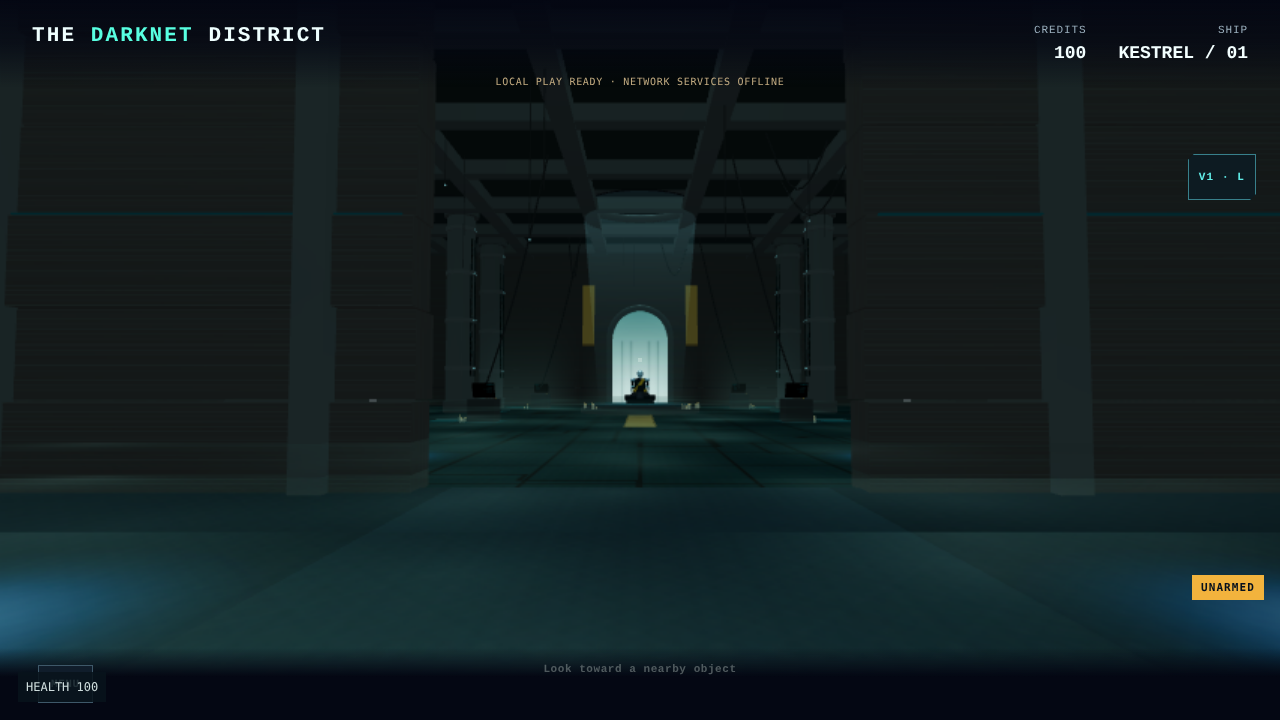 THE DARKNET DISTRICT
CREDITS
100
SHIP
KESTREL / 01
LOCAL PLAY READY · NETWORK SERVICES OFFLINE
V1 · L
UNARMED
Look toward a nearby object
HEALTH 100